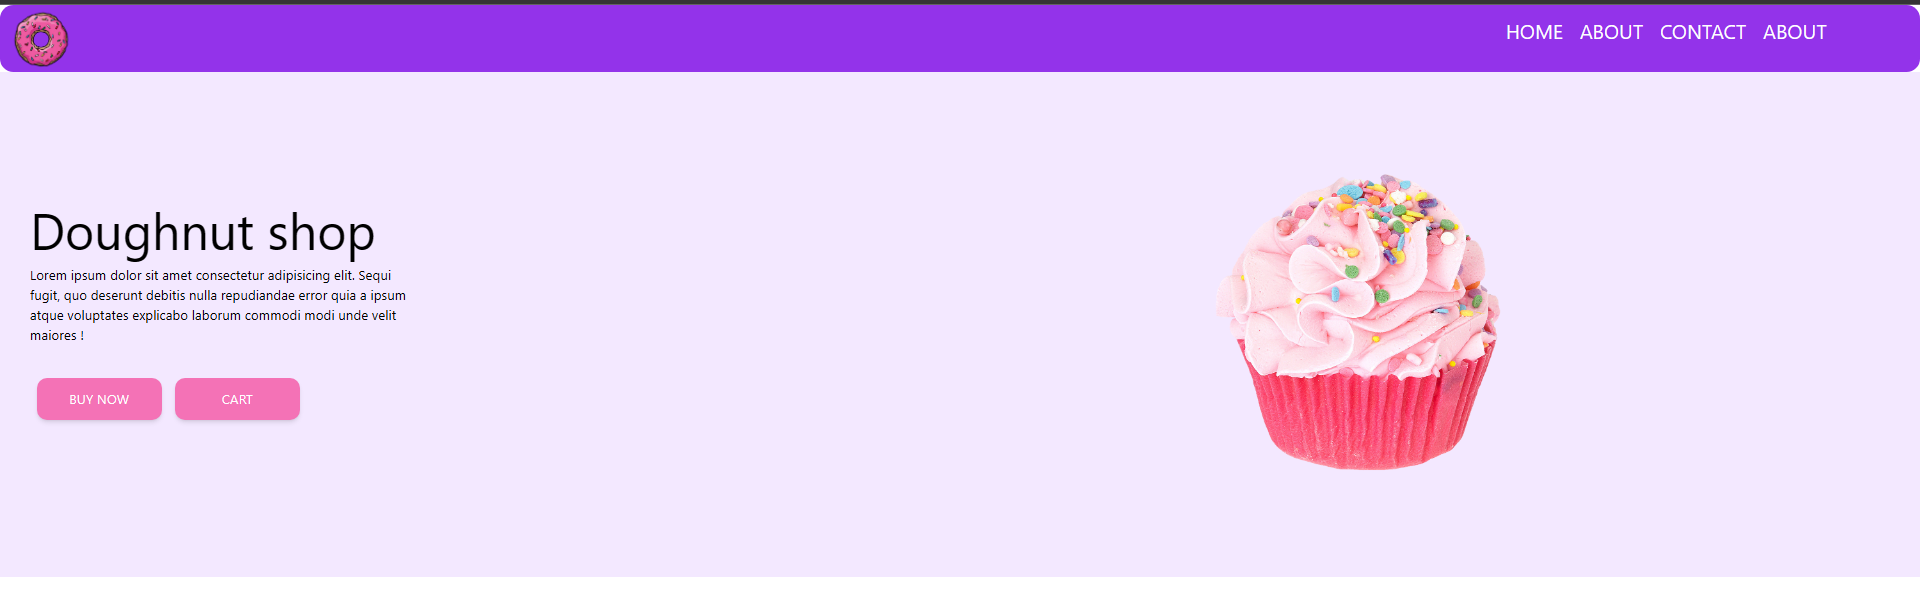 HOME ABOUT CONTACT ABOUT
Doughnut shop
Lorem ipsum dolor sit amet consectetur adipisicing elit. Sequi
fugit, quo deserunt debitis nulla repudiandae error quia a ipsum
atque voluptates explicabo laborum commodi modi unde velit
maiores !
BUY NOW CART